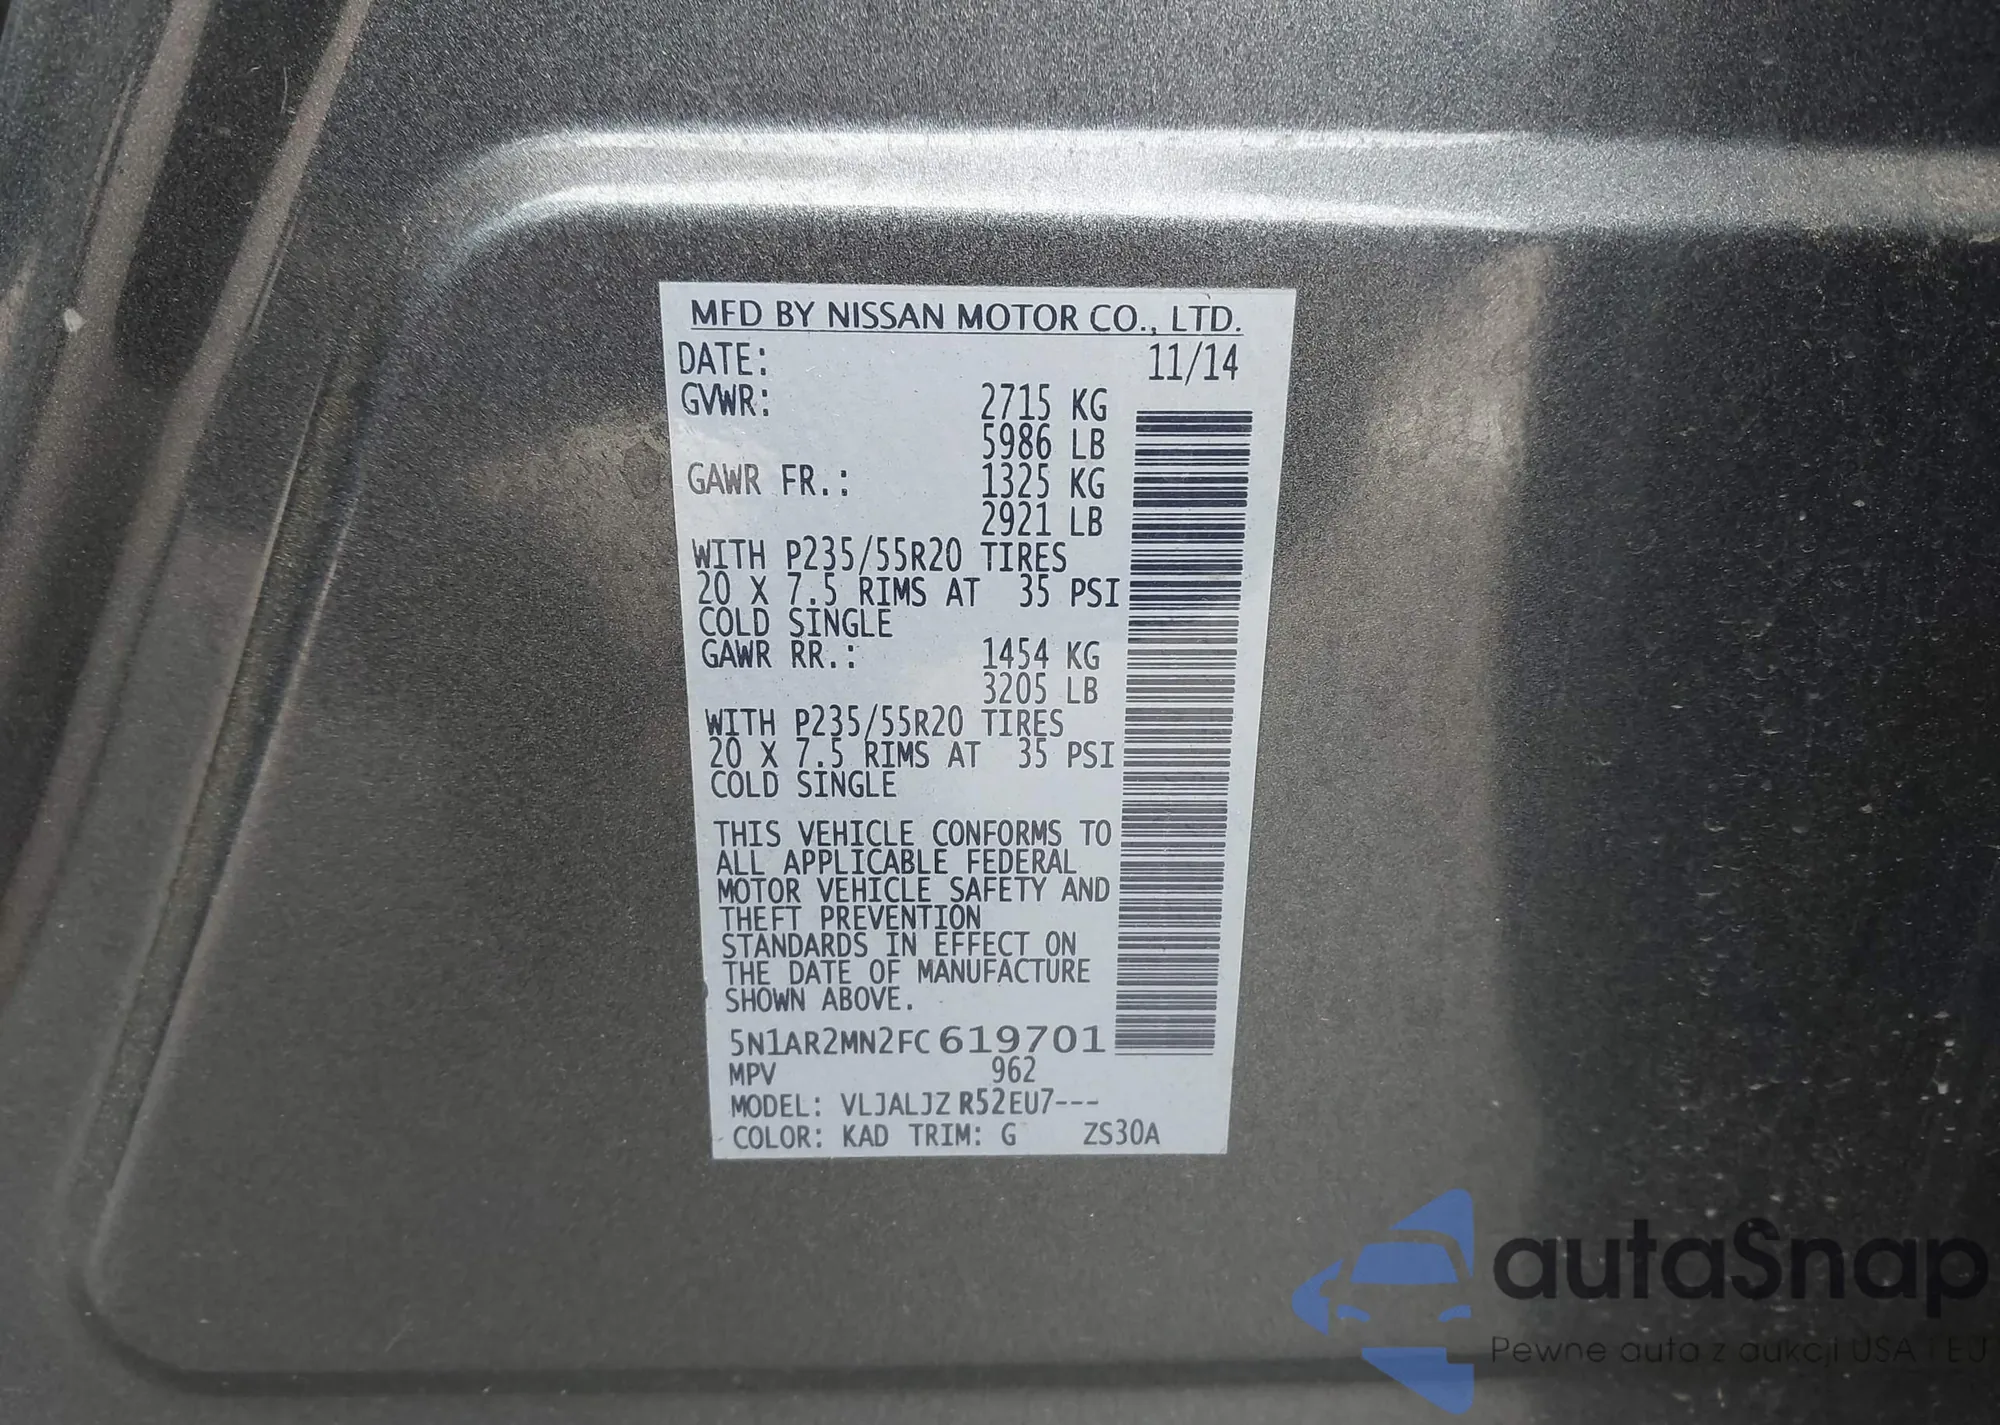 MFD BY NISSAN MOTOR CO., LTD.
DATE: 11/14
GVWR: 2715 KG
5986 LB
GAWR FR.: 1325 KG
2921 LB
WITH P235/55R20 TIRES
20 X 7.5 RIMS AT 35 PSI
COLD SINGLE
GAWR RR.: 1454 KG
3205 LB
WITH P235/55R20 TIRES
20 X 7.5 RIMS AT 35 PSI
COLD SINGLE
THIS VEHICLE CONFORMS TO
ALL APPLICABLE FEDERAL
MOTOR VEHICLE SAFETY AND
THEFT PREVENTION
STANDARDS IN EFFECT ON
THE DATE OF MANUFACTURE
SHOWN ABOVE.
5N1AR2MN2FC619701
MPV 962
MODEL: VLJALJZ R52EU7---
COLOR: KAD TRIM: G ZS30A
autaSnap
Pewne auta z aukcji USA i EU